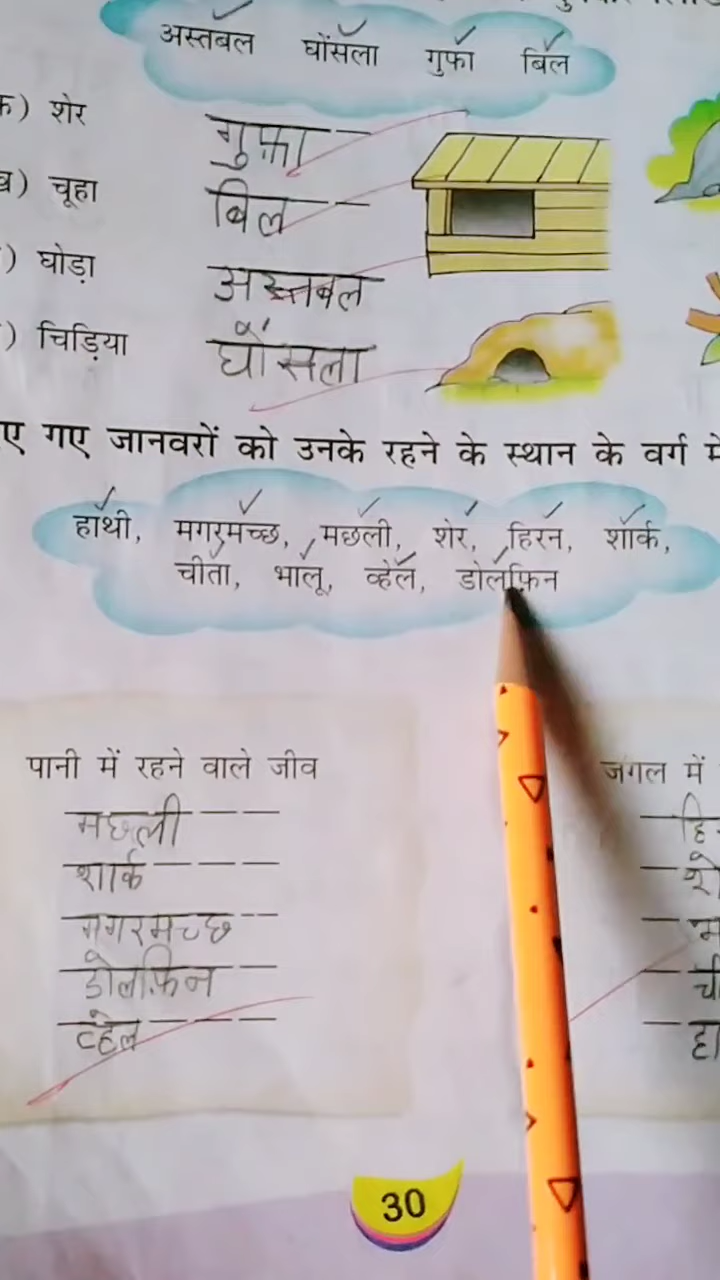 अस्तबल घोंसला गुफा बिल
क) शेर गुफ़ा
ख) चूहा बिल
) घोड़ा अस्तबल
) चिड़िया घोंसला
ए गए जानवरों को उनके रहने के स्थान के वर्ग में
हाथी, मगरमच्छ, मछली, शेर, हिरन, शार्क,
चीता, भालू, व्हेल, डोलफ़िन
पानी में रहने वाले जीव
मछली
शार्क
मगरमच्छ
डोलफ़िन
व्हेल
जंगल में
हि
शे
ची
हा
30